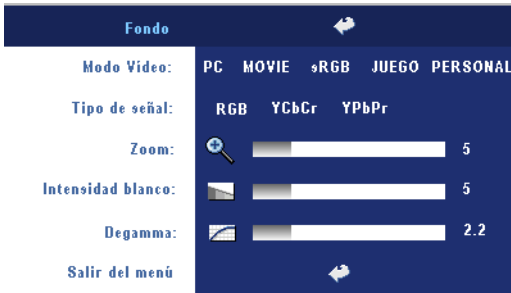 Fondo
Modo Video: PC MOVIE sRGB JUEGO PERSONAL
Tipo de señal: RGB YCbCr YPbPr
Zoom: 5
Intensidad blanco: 5
Degamma: 2.2
Salir del menú